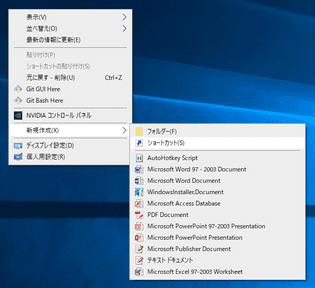 表示(V)
並べ替え(O)
最新の情報に更新(E)
貼り付け(P)
ショートカットの貼り付け(S)
元に戻す - 削除(U) Ctrl+Z
Git GUI Here
Git Bash Here
NVIDIA コントロール パネル
新規作成(X)
ディスプレイ設定(D)
個人用設定(R)
フォルダー(F)
ショートカット(S)
AutoHotkey Script
Microsoft Word 97 - 2003 Document
Microsoft Word Document
WindowsInstaller.Document
Microsoft Access Database
PDF Document
Microsoft PowerPoint 97-2003 Presentation
Microsoft PowerPoint Presentation
Microsoft Publisher Document
テキスト ドキュメント
Microsoft Excel 97-2003 Worksheet